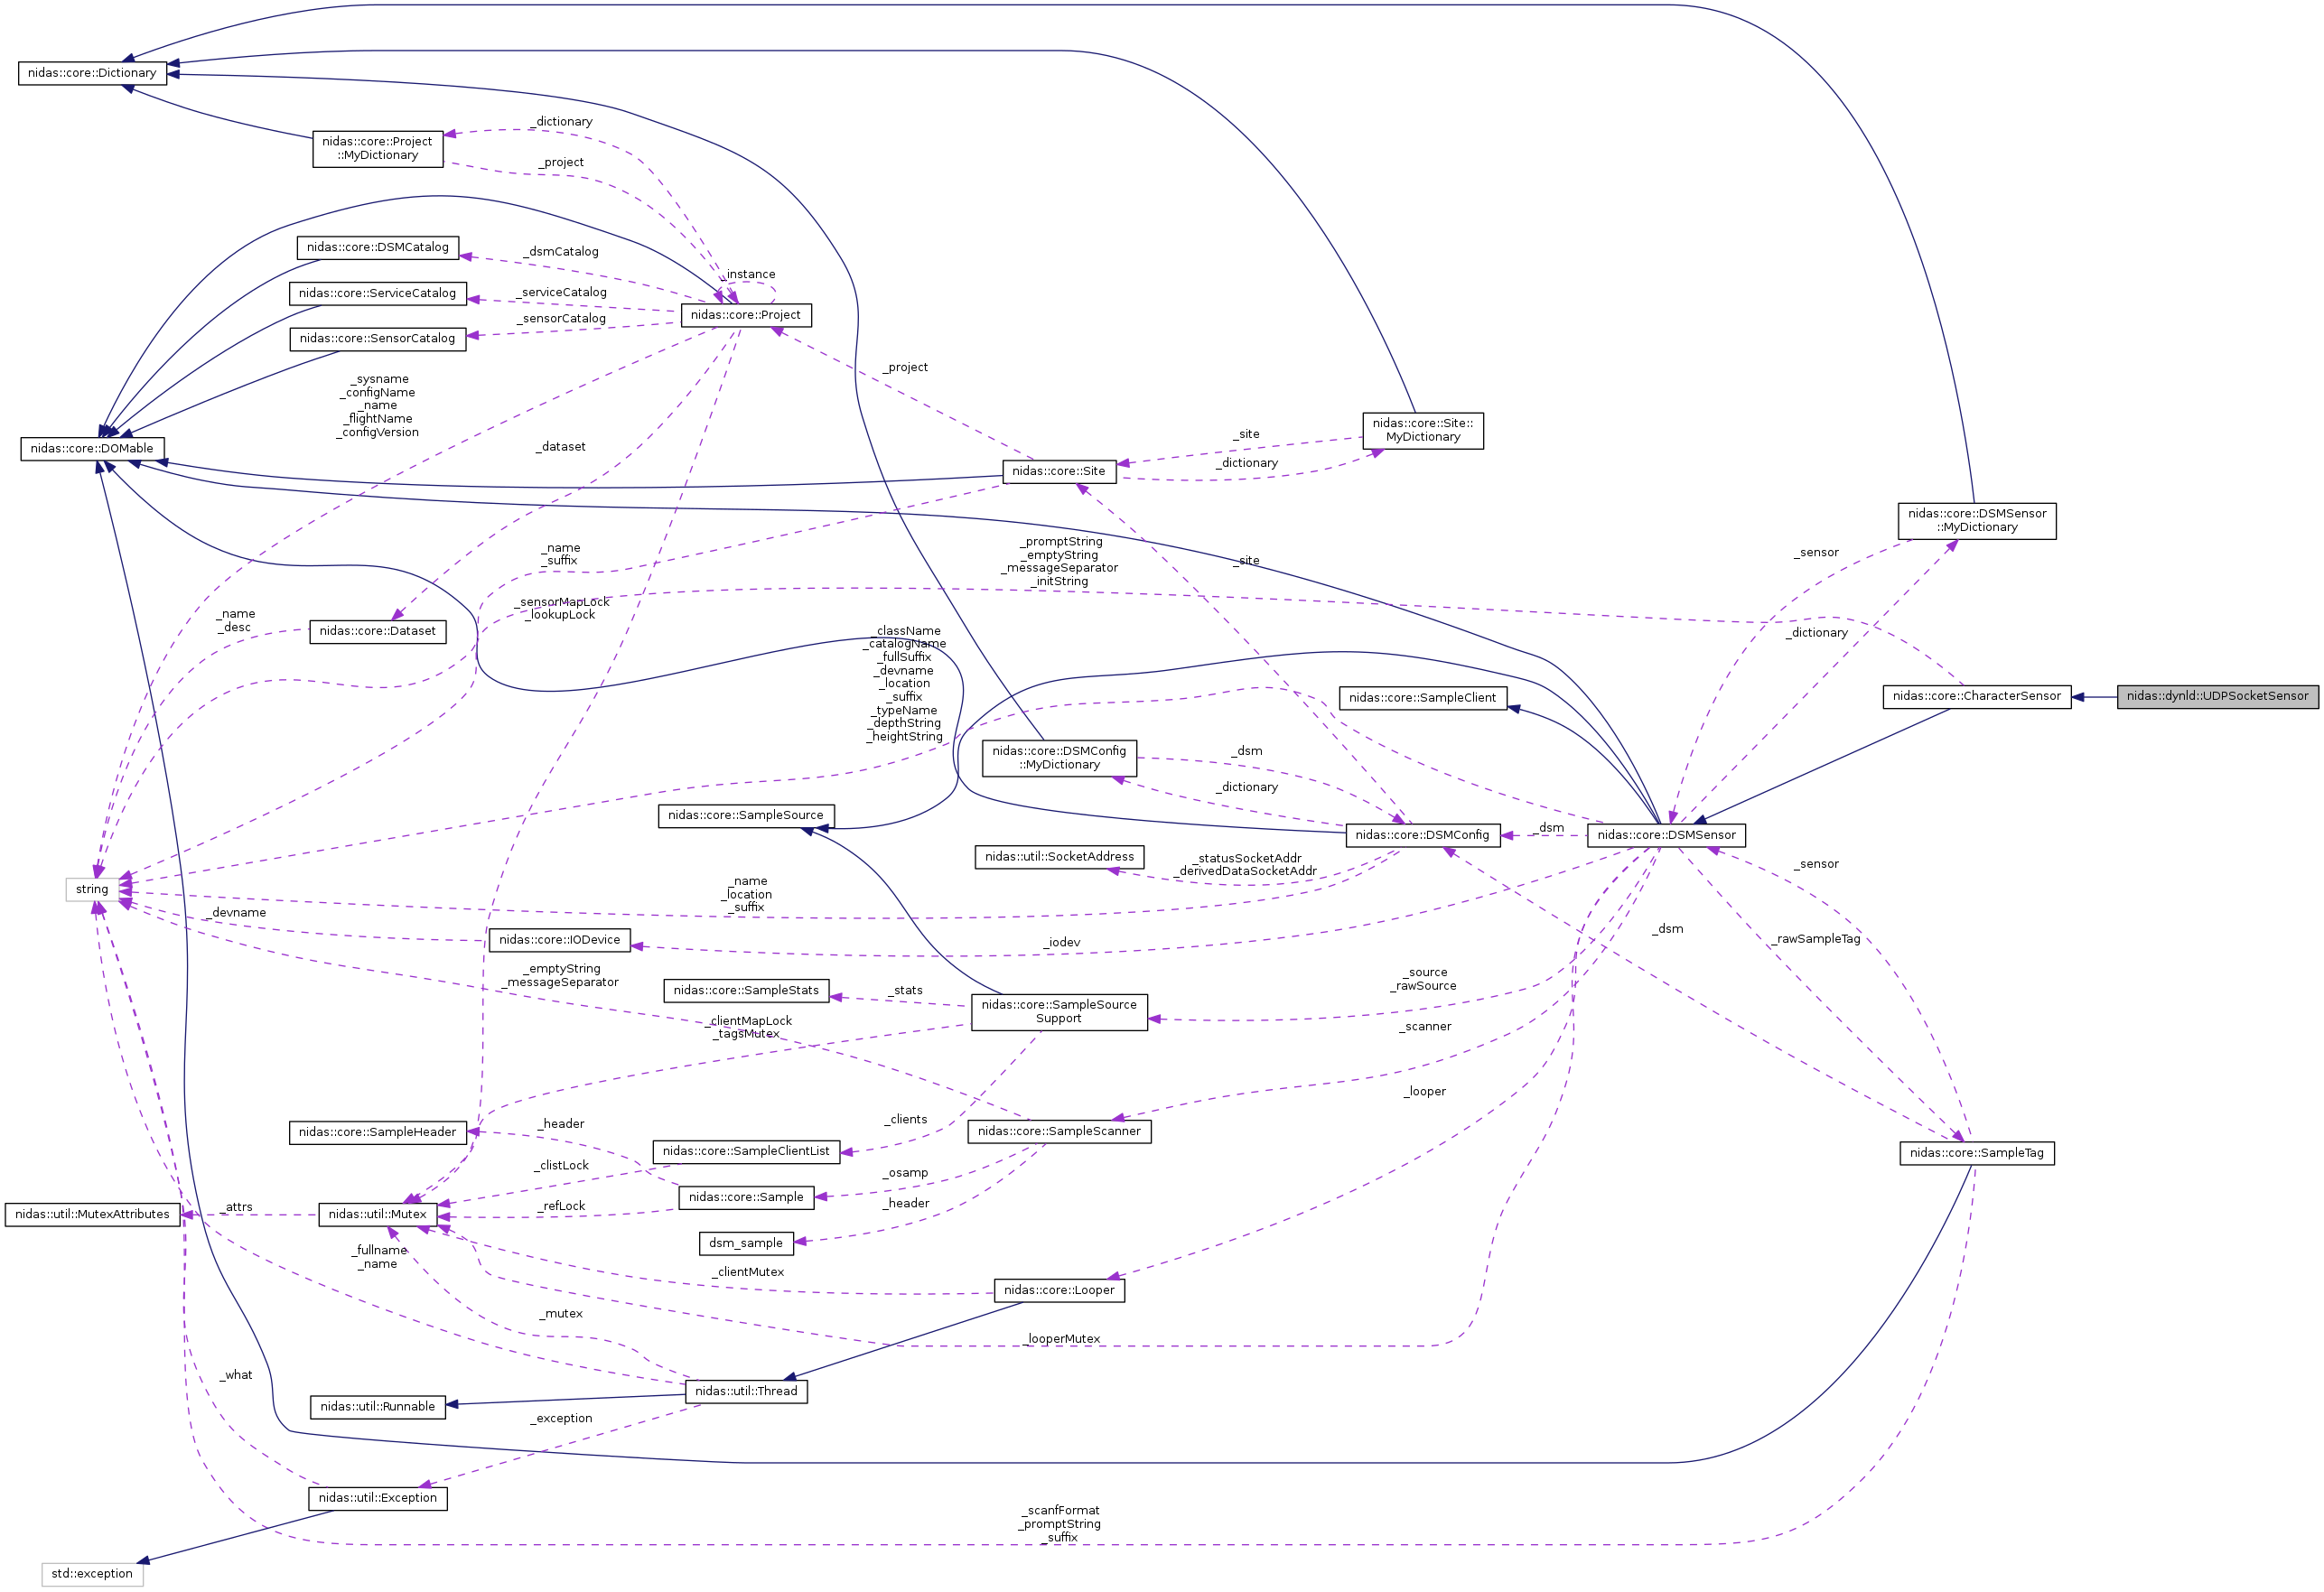 nidas::core::Dictionary
_dictionary
nidas::core::Project
::MyDictionary
_project
nidas::core::DSMCatalog
_dsmCatalog
_instance
nidas::core::ServiceCatalog
_serviceCatalog
nidas::core::Project
_sensorCatalog
nidas::core::SensorCatalog
_project
_sysname
_configName
_name
_flightName
_configVersion
nidas::core::Site::
MyDictionary
_site
nidas::core::DOMable
_dataset
nidas::core::Site
_dictionary
nidas::core::DSMSensor
::MyDictionary
_name
_suffix
_promptString
_emptyString
_messageSeparator
_initString
_site
_sensor
_sensorMapLock
_lookupLock
_name
_desc
nidas::core::Dataset
_dictionary
_className
_catalogName
_fullSuffix
_devname
_location
_suffix
_typeName
_depthString
_heightString
nidas::core::SampleClient
nidas::core::CharacterSensor
nidas::dynld::UDPSocketSensor
nidas::core::DSMConfig
::MyDictionary
_dsm
_dictionary
nidas::core::SampleSource
nidas::core::DSMConfig
_dsm
nidas::core::DSMSensor
nidas::util::SocketAddress
_statusSocketAddr
_derivedDataSocketAddr
_sensor
string
_name
_location
_suffix
_devname
nidas::core::IODevice
_iodev
_dsm
_rawSampleTag
_emptyString
_messageSeparator
nidas::core::SampleStats
_stats
nidas::core::SampleSource
Support
_source
_rawSource
_clientMapLock
_tagsMutex
_scanner
_looper
nidas::core::SampleHeader
_header
_clients
nidas::core::SampleScanner
nidas::core::SampleClientList
nidas::core::SampleTag
_clistLock
_osamp
nidas::core::Sample
_header
nidas::util::MutexAttributes
_attrs
nidas::util::Mutex
_refLock
dsm_sample
_fullname
_name
_clientMutex
nidas::core::Looper
_mutex
_looperMutex
_what
nidas::util::Thread
nidas::util::Runnable
_exception
nidas::util::Exception
_scanfFormat
_promptString
_suffix
std::exception